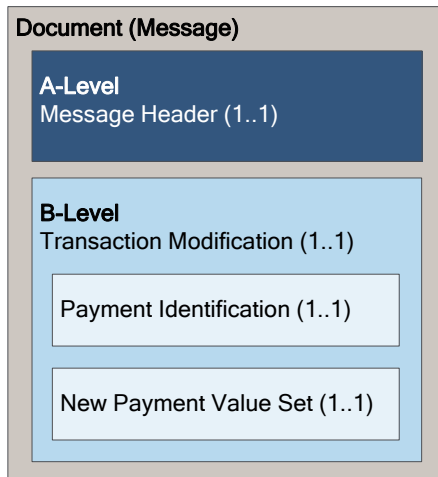 Document (Message)
A-Level
Message Header (1..1)
B-Level
Transaction Modification (1..1)
Payment Identification (1..1)
New Payment Value Set (1..1)